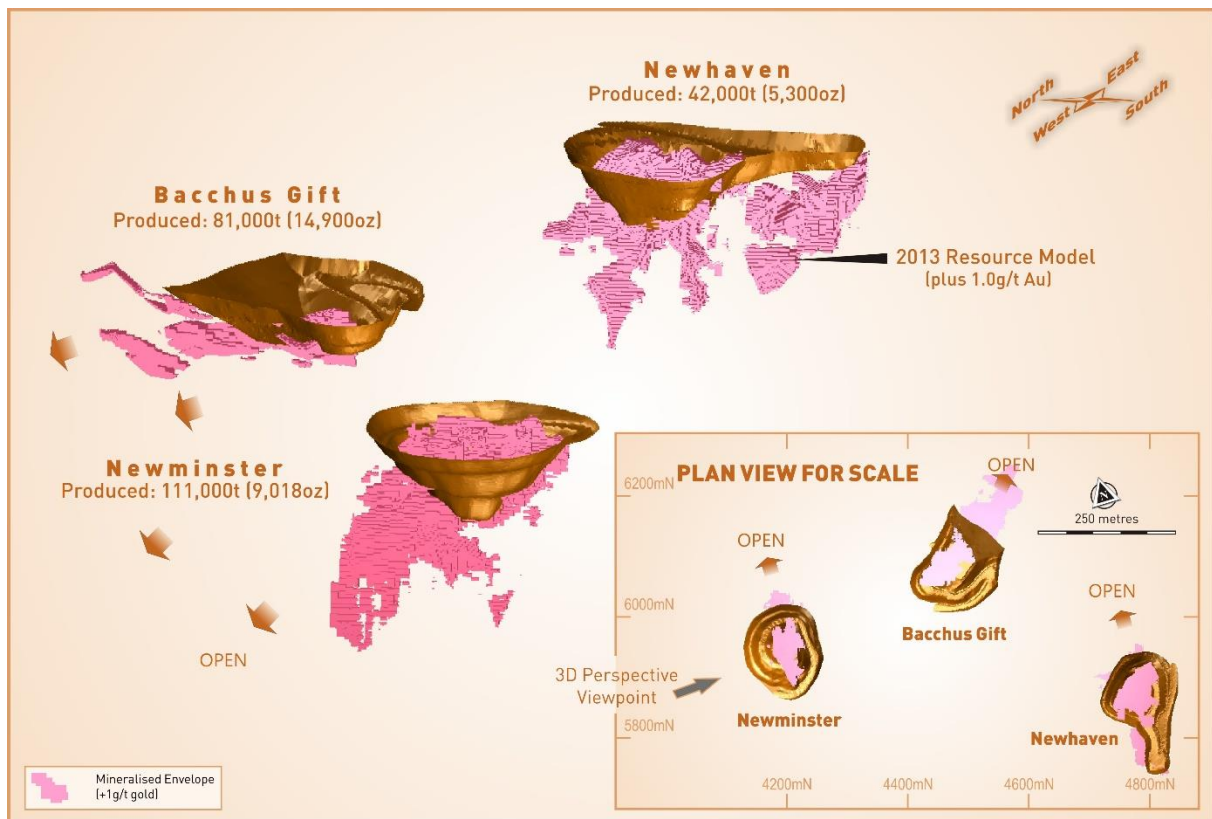 Newhaven
Produced: 42,000t (5,300oz)
North
East
West
South
Bacchus Gift
Produced: 81,000t (14,900oz)
2013 Resource Model
(plus 1.0g/t Au)
Newminster
Produced: 111,000t (9,018oz)
OPEN
PLAN VIEW FOR SCALE
OPEN
6200mN
N
250 metres
OPEN
OPEN
6000mN
Bacchus Gift
3D Perspective
Viewpoint
Newminster
5800mN
Newhaven
4200mN
4400mN
4600mN
4800mN
Mineralised Envelope
(+1g/t gold)